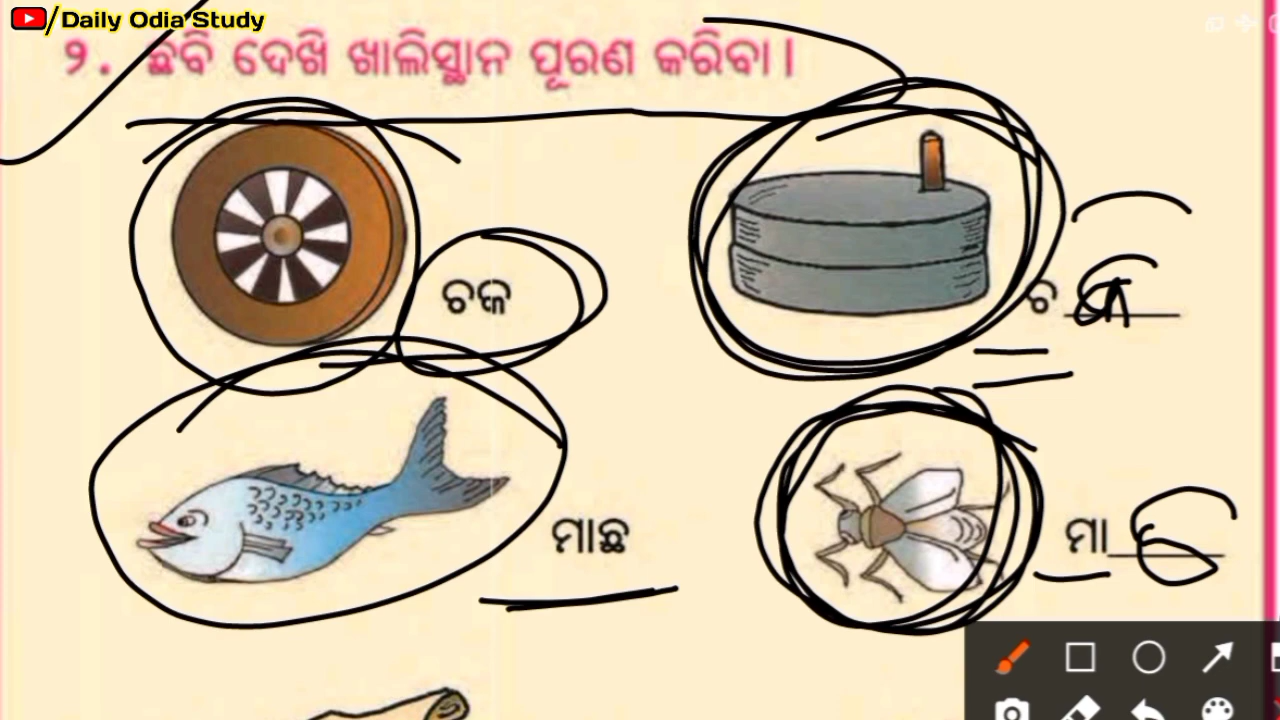 /Daily Odia Study
୨. ଛବି ଦେଖି ଖାଲିସ୍ଥାନ ପୂରଣ କରିବା।
ଚକ
ଚ
ମାଛ
ମା